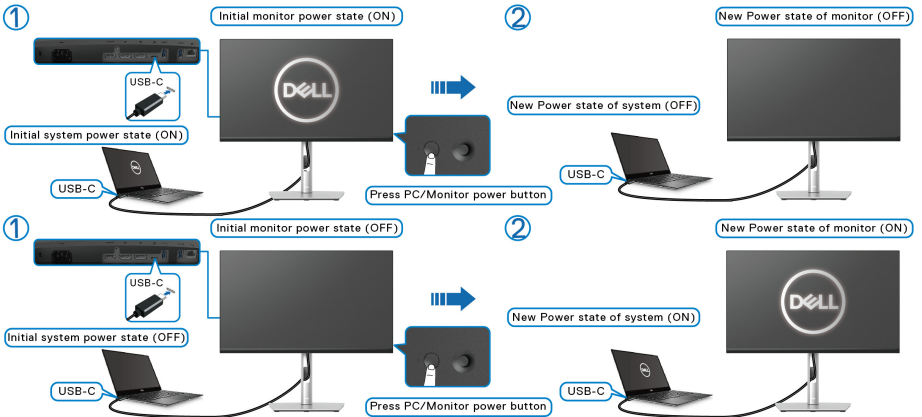 1
Initial monitor power state (ON)
2
New Power state of monitor (OFF)
USB-C
DELL
New Power state of system (OFF)
Initial system power state (ON)
DELL
USB-C
USB-C
Press PC/Monitor power button
1
Initial monitor power state (OFF)
2
New Power state of monitor (ON)
USB-C
DELL
New Power state of system (ON)
Initial system power state (OFF)
DELL
USB-C
USB-C
Press PC/Monitor power button